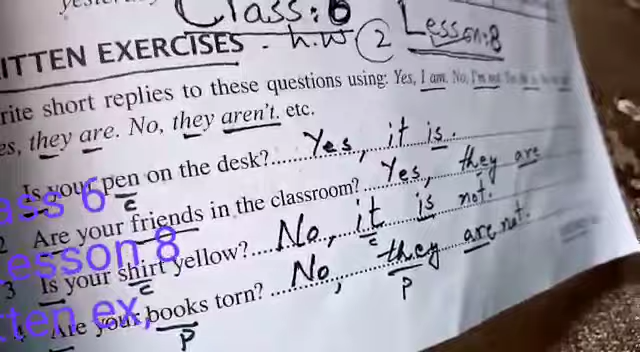 Class: 6 Lesson: 8
ITTEN EXERCISES - h.w 2
rite short replies to these questions using: Yes, I am. No, I'm not.
es, they are. No, they aren't. etc.
Is your pen on the desk?..... Yes, it is.
c
2 Are your friends in the classroom?.... Yes, they are
3 Is your shirt yellow?.... No, it is not.
c c
4 Are your books torn?.... No, they are not.
P P
ass 6
esson 8
ten ex,